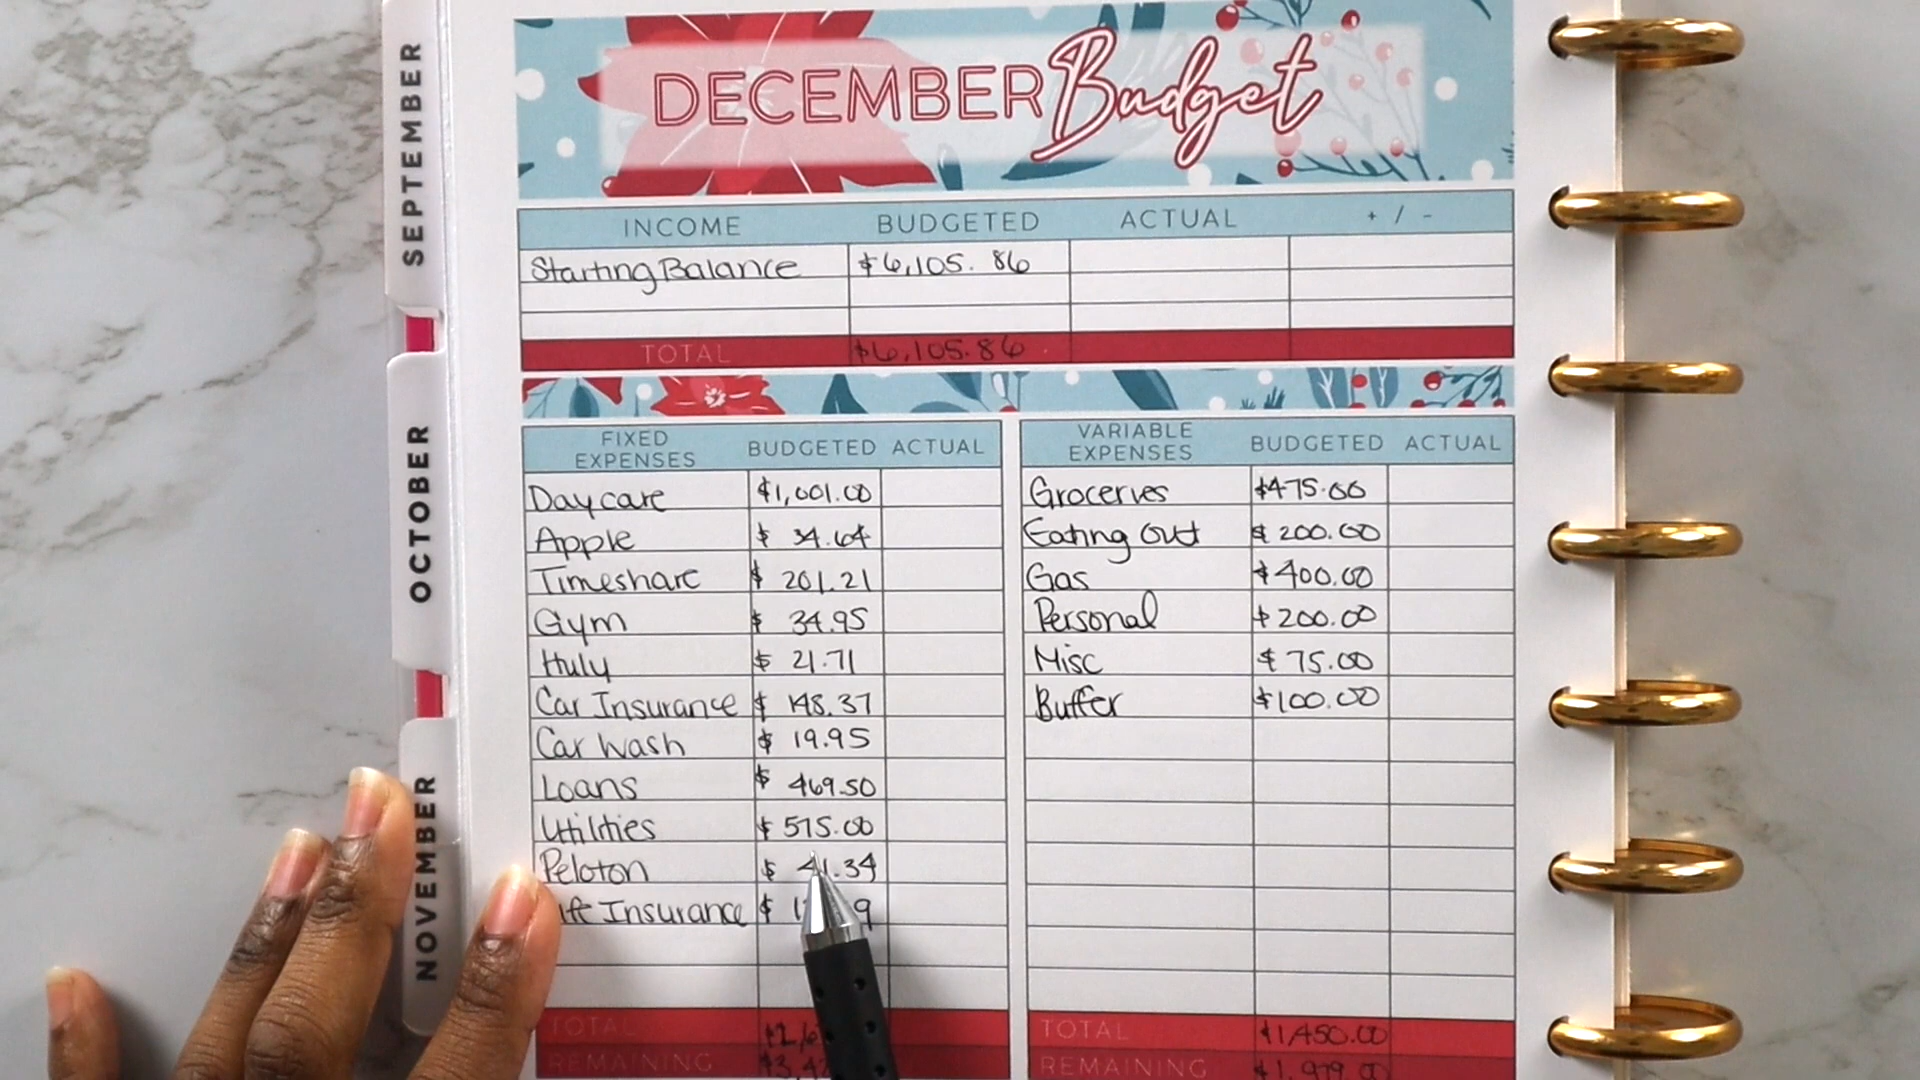 DECEMBER Budget
INCOME BUDGETED ACTUAL + / -
Starting Balance $6,105.86
TOTAL $6,105.86
FIXED EXPENSES BUDGETED ACTUAL
Daycare $1,001.00
Apple $ 34.64
Timeshare $ 201.21
Gym $ 34.95
Huly $ 21.71
Car Insurance $ 148.37
Car Wash $ 19.95
Loans $ 469.50
Utilities $ 575.00
Peloton $ 41.34
Insurance $
TOTAL
REMAINING
VARIABLE EXPENSES BUDGETED ACTUAL
Groceries $475.00
Eating Out $ 200.00
Gas $400.00
Personal $200.00
Misc $ 75.00
Buffer $100.00
TOTAL $1,450.00
REMAINING
SEPTEMBER
OCTOBER
NOVEMBER